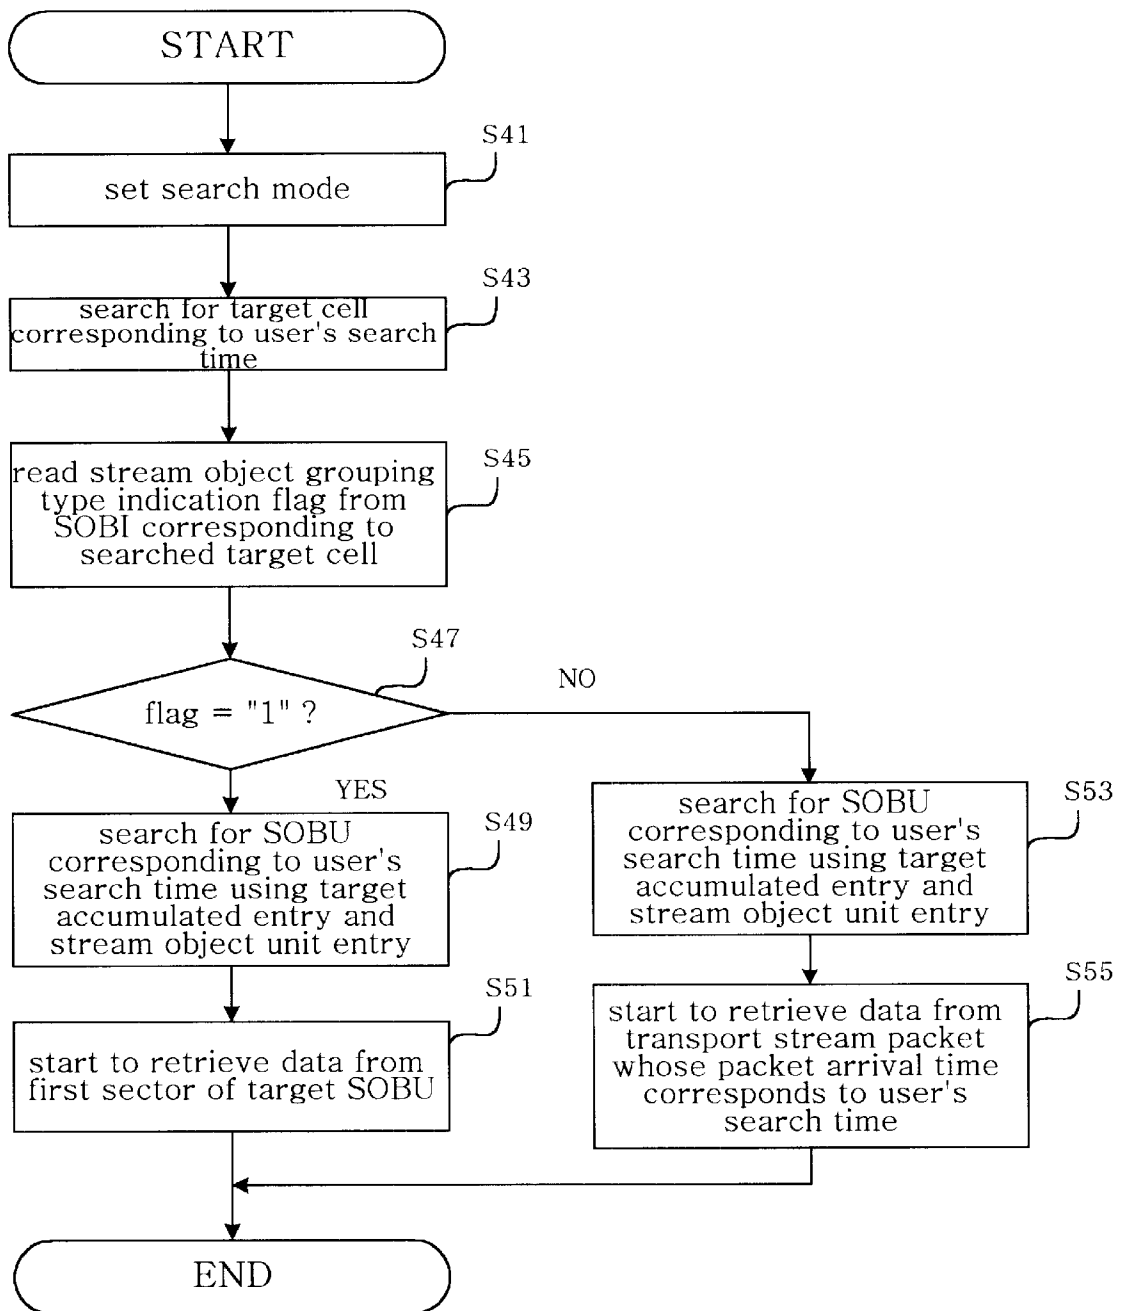 START
S41
set search mode
S43
search for target cell
corresponding to user's search
time
S45
read stream object grouping
type indication flag from
SOBI corresponding to
searched target cell
S47
flag = "1" ?
NO
YES
S49
search for SOBU
corresponding to user's
search time using target
accumulated entry and
stream object unit entry
S53
search for SOBU
corresponding to user's
search time using target
accumulated entry and
stream object unit entry
S51
start to retrieve data from
first sector of target SOBU
S55
start to retrieve data from
transport stream packet
whose packet arrival time
corresponds to user's
search time
END